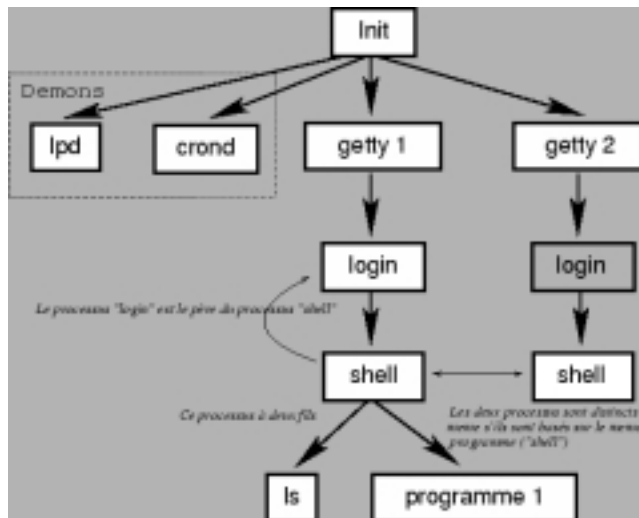 Init
Demons
lpd
crond
getty 1
getty 2
login
login
Le processus "login" est le père du processus "shell"
shell
shell
Ce processus à deux fils
Les deux processus sont distincts
meme s'ils sont basés sur le meme
programme ("shell")
ls
programme 1